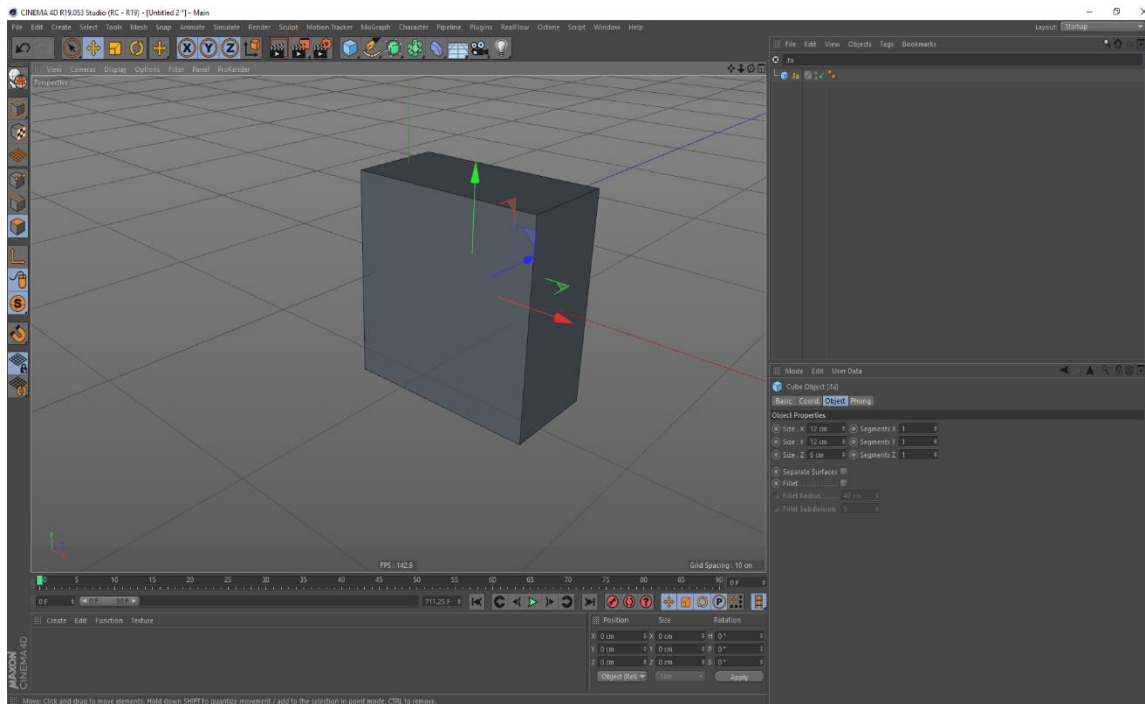 CINEMA 4D R19.053 Studio (RC - R19) - [Untitled 2 *] - Main
File Edit Create Select Tools Mesh Snap Animate Simulate Render Sculpt Motion Tracker MoGraph Character Pipeline Plugins RealFlow Octane Script Window Help
Layout: Startup
X Y Z
File Edit View Objects Tags Bookmarks
View Cameras Display Options Filter Panel ProRender
Perspective
S
Mode Edit User Data
Basic Coord. Object Phong
Object Properties
Size . X 12 cm Segments X 1
Size . Y 12 cm Segments Y 1
Size . Z 6 cm Segments Z 1
Separate Surfaces
Fillet
Fillet Radius 40 cm
Fillet Subdivision 5
FPS : 142.9
Grid Spacing : 10 cm
0 5 10 15 20 25 30 35 40 45 50 55 60 65 70 75 80 85 90 0 F
0 F 0 F 90 F 711.25 F P
Create Edit Function Texture
Position Size Rotation
X 0 cm X 0 cm H 0 °
Y 0 cm Y 0 cm P 0 °
Z 0 cm Z 0 cm B 0 °
Object (Rel) Size Apply
MAXON
CINEMA 4D
Move: Click and drag to move elements. Hold down SHIFT to quantize movement / add to the selection in point mode, CTRL to remove.